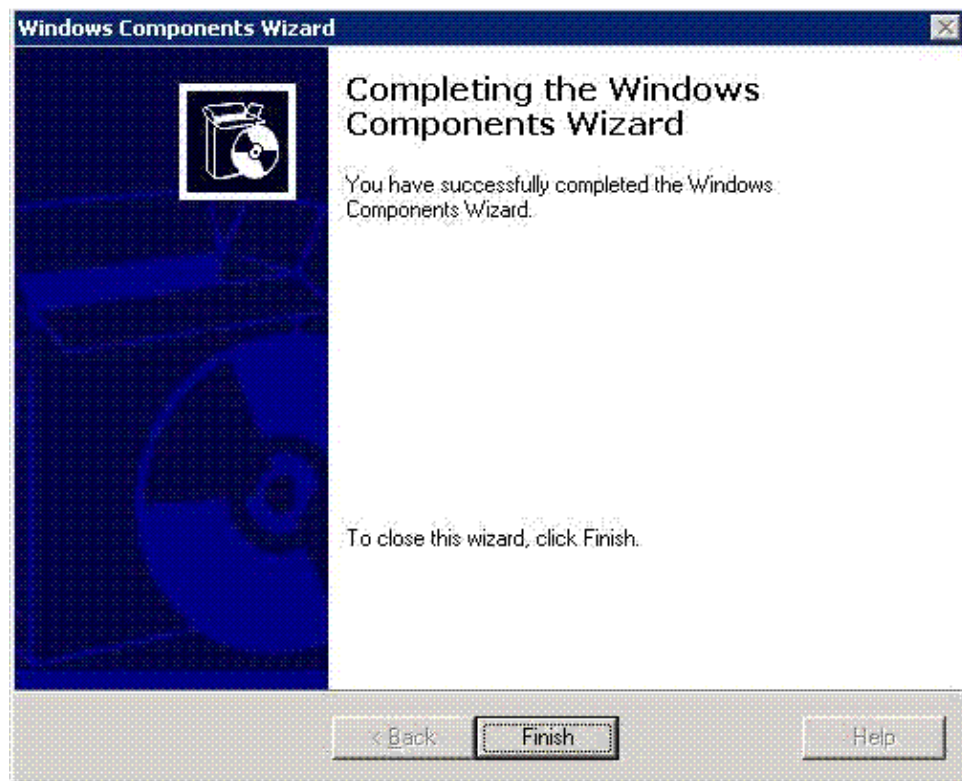 Windows Components Wizard
Completing the Windows
Components Wizard
You have successfully completed the Windows
Components Wizard.
To close this wizard, click Finish.
< Back
Finish
Help